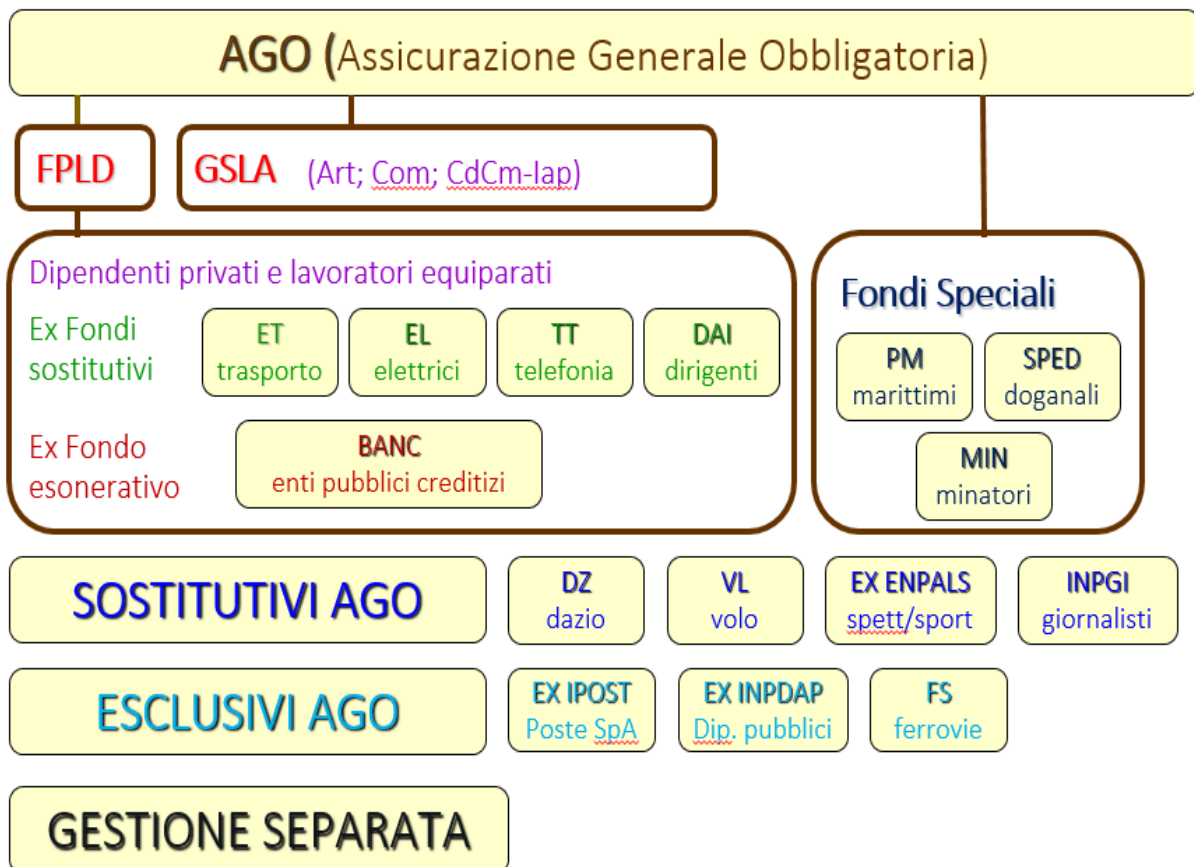 AGO (Assicurazione Generale Obbligatoria)
FPLD
GSLA (Art; Com; CdCm-Iap)
Dipendenti privati e lavoratori equiparati
Ex Fondi
sostitutivi
ET
trasporto
EL
elettrici
TT
telefonia
DAI
dirigenti
Ex Fondo
esonerativo
BANC
enti pubblici creditizi
Fondi Speciali
PM
marittimi
SPED
doganali
MIN
minatori
SOSTITUTIVI AGO
DZ
dazio
VL
volo
EX ENPALS
spett/sport
INPGI
giornalisti
ESCLUSIVI AGO
EX IPOST
Poste SpA
EX INPDAP
Dip. pubblici
FS
ferrovie
GESTIONE SEPARATA